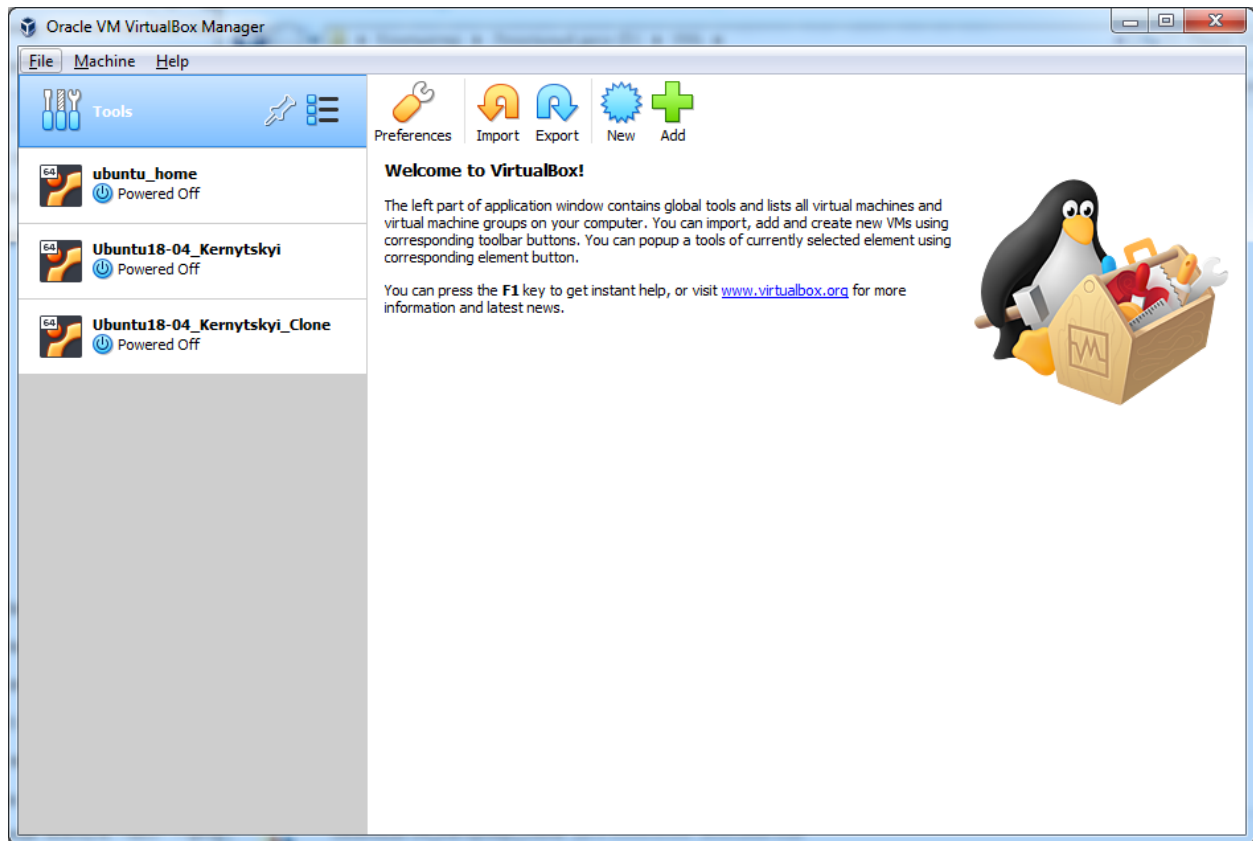 Oracle VM VirtualBox Manager
File Machine Help
Tools
Preferences Import Export New Add
64
ubuntu_home
Powered Off
64
Ubuntu18-04_Kernytskyi
Powered Off
64
Ubuntu18-04_Kernytskyi_Clone
Powered Off
Welcome to VirtualBox!
The left part of application window contains global tools and lists all virtual machines and
virtual machine groups on your computer. You can import, add and create new VMs using
corresponding toolbar buttons. You can popup a tools of currently selected element using
corresponding element button.
You can press the F1 key to get instant help, or visit www.virtualbox.org for more
information and latest news.